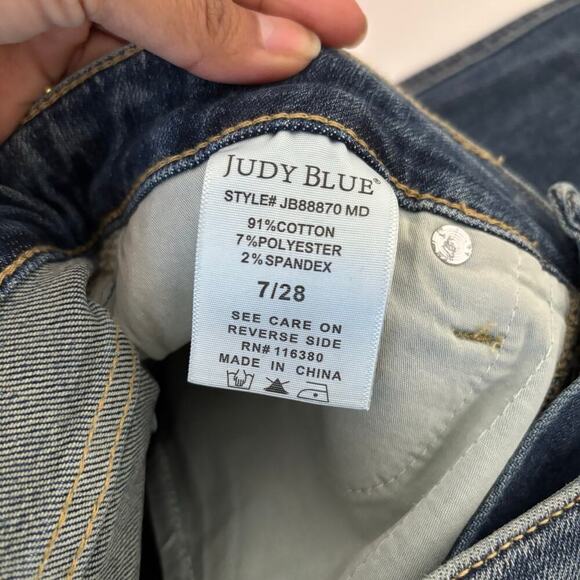 JUDY BLUE®
STYLE# JB88870 MD
91%COTTON
7%POLYESTER
2%SPANDEX
7/28
SEE CARE ON
REVERSE SIDE
RN# 116380
MADE IN CHINA